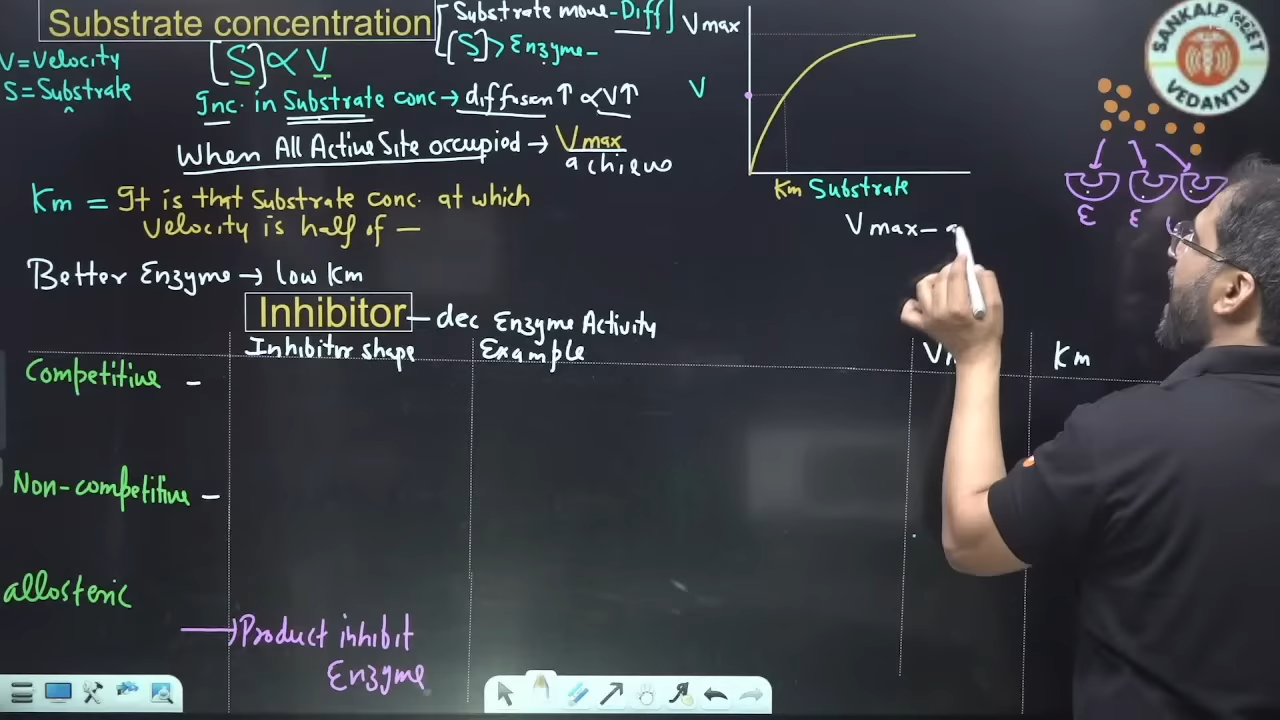 Substrate concentration
[Substrate move-Diff]
[S]>Enzyme-
V=Velocity
S=Substrate
[S]∝ V
Inc. in Substrate conc→ diffusion↑ ∝V↑
When All Active Site occupied → Vmax
achieve
Km = It is that Substrate conc. at which
Velocity is half of —
Better Enzyme → low Km
Vmax
V
Km Substrate
Vmax-
SANKALP NEET
VEDANTU
ε ε
Inhibitor — dec Enzyme Activity
Inhibitor shape Example Km
Competitive -
Non-competitive -
allosteric
→Product inhibit
Enzyme